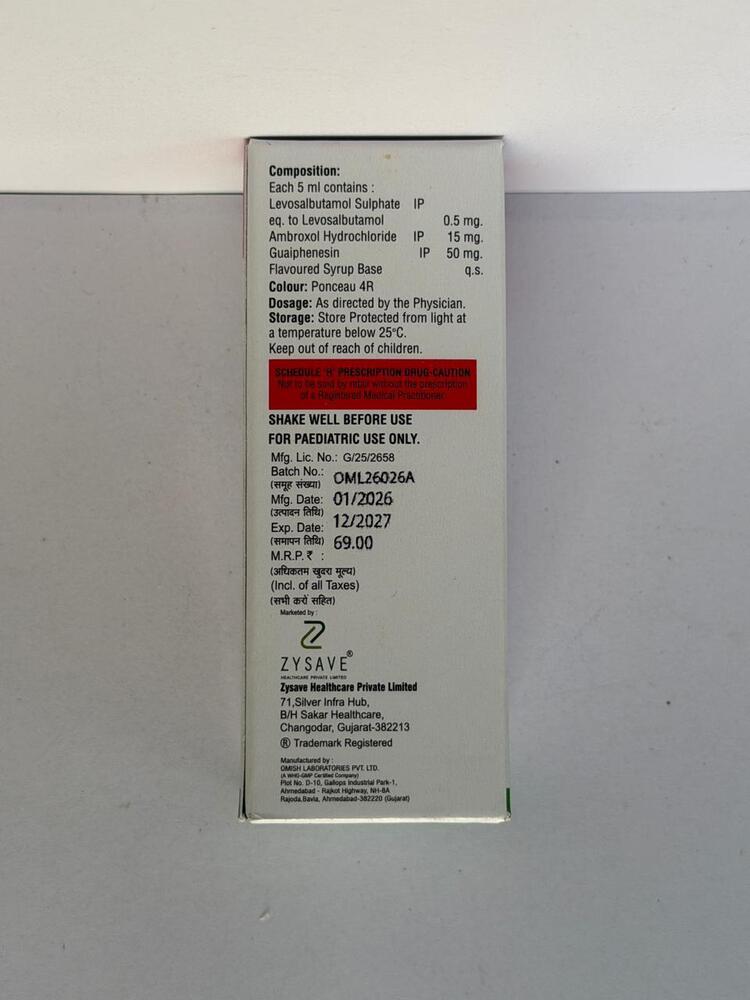 Composition:
Each 5 ml contains :
Levosalbutamol Sulphate IP
eq. to Levosalbutamol 0.5 mg.
Ambroxol Hydrochloride IP 15 mg.
Guaiphenesin IP 50 mg.
Flavoured Syrup Base q.s.
Colour: Ponceau 4R
Dosage: As directed by the Physician.
Storage: Store Protected from light at
a temperature below 25°C.
Keep out of reach of children.
SCHEDULE 'H' PRESCRIPTION DRUG-CAUTION
Not to be sold by retail without the prescription
of a Registered Medical Practitioner
SHAKE WELL BEFORE USE
FOR PAEDIATRIC USE ONLY.
Mfg. Lic. No.: G/25/2658
Batch No.: OML26026A
(समूह संख्या)
Mfg. Date: 01/2026
(उत्पादन तिथि)
Exp. Date: 12/2027
(समापन तिथि) 69.00
M.R.P.₹ :
(अधिकतम खुदरा मूल्य)
(Incl. of all Taxes)
(सभी करों सहित)
Marketed by :
ZYSAVE®
HEALTHCARE PRIVATE LIMITED
Zysave Healthcare Private Limited
71,Silver Infra Hub,
B/H Sakar Healthcare,
Changodar, Gujarat-382213
® Trademark Registered
Manufactured by :
OMISH LABORATORIES PVT. LTD.
(A WHO-GMP Certified Company)
Plot No. D-10, Gallops Industrial Park-1,
Ahmedabad - Rajkot Highway, NH-8A
Rajoda,Bavla, Ahmedabad-382220 (Gujarat)